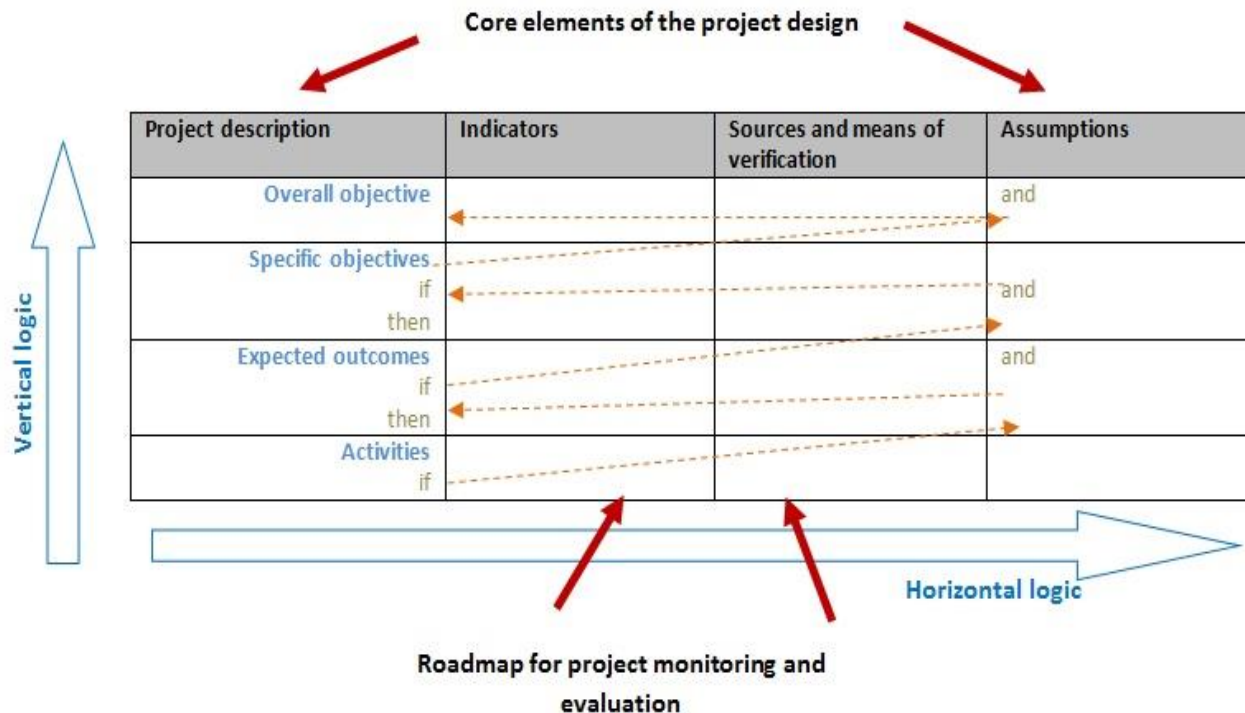 Core elements of the project design
Project description
Indicators
Sources and means of
verification
Assumptions
Overall objective
and
Specific objectives
if
and
then
Expected outcomes
and
if
then
Activities
if
Vertical logic
Horizontal logic
Roadmap for project monitoring and
evaluation